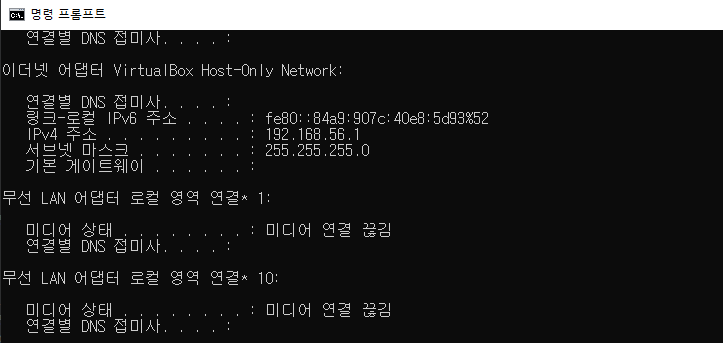 명령 프롬프트
연결별 DNS 접미사. . . . :
이더넷 어댑터 VirtualBox Host-Only Network:
연결별 DNS 접미사. . . . :
링크-로컬 IPv6 주소 . . . . : fe80::84a9:907c:40e8:5d93%52
IPv4 주소 . . . . . . . . . : 192.168.56.1
서브넷 마스크 . . . . . . . : 255.255.255.0
기본 게이트웨이 . . . . . . :
무선 LAN 어댑터 로컬 영역 연결* 1:
미디어 상태 . . . . . . . . : 미디어 연결 끊김
연결별 DNS 접미사. . . . :
무선 LAN 어댑터 로컬 영역 연결* 10:
미디어 상태 . . . . . . . . : 미디어 연결 끊김
연결별 DNS 접미사. . . . :